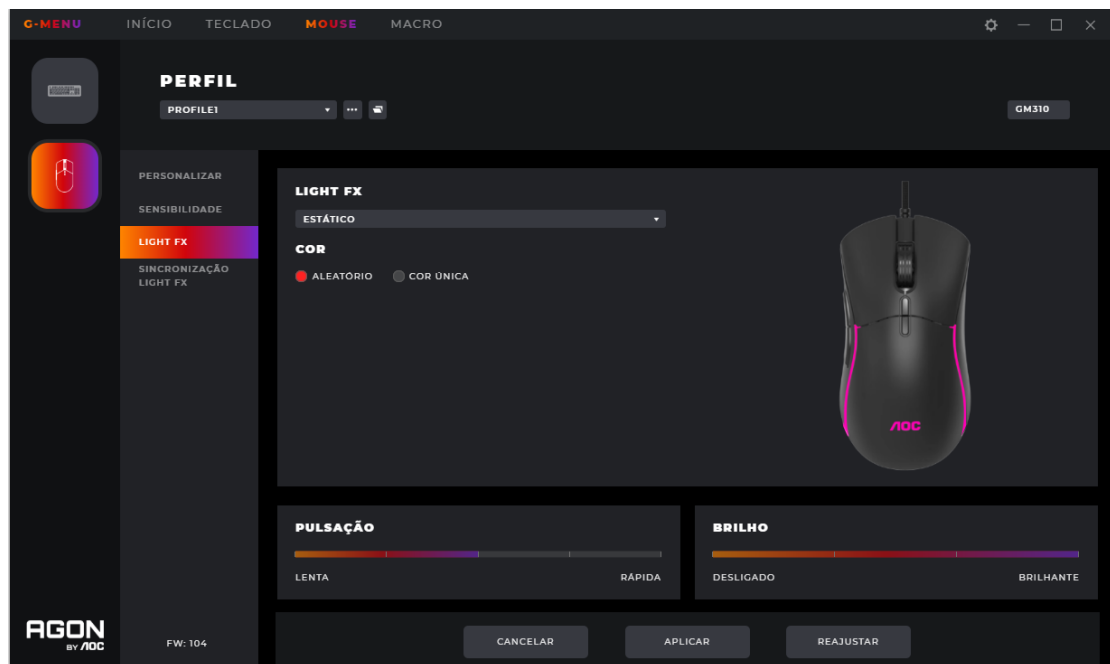 G-MENU INÍCIO TECLADO MOUSE MACRO
PERFIL
PROFILE1
GM310
PERSONALIZAR
SENSIBILIDADE
LIGHT FX
SINCRONIZAÇÃO
LIGHT FX
LIGHT FX
ESTÁTICO
COR
ALEATÓRIO COR ÚNICA
AOC
PULSAÇÃO
LENTA RÁPIDA
BRILHO
DESLIGADO BRILHANTE
AGON
BY AOC
FW: 104
CANCELAR APLICAR REAJUSTAR